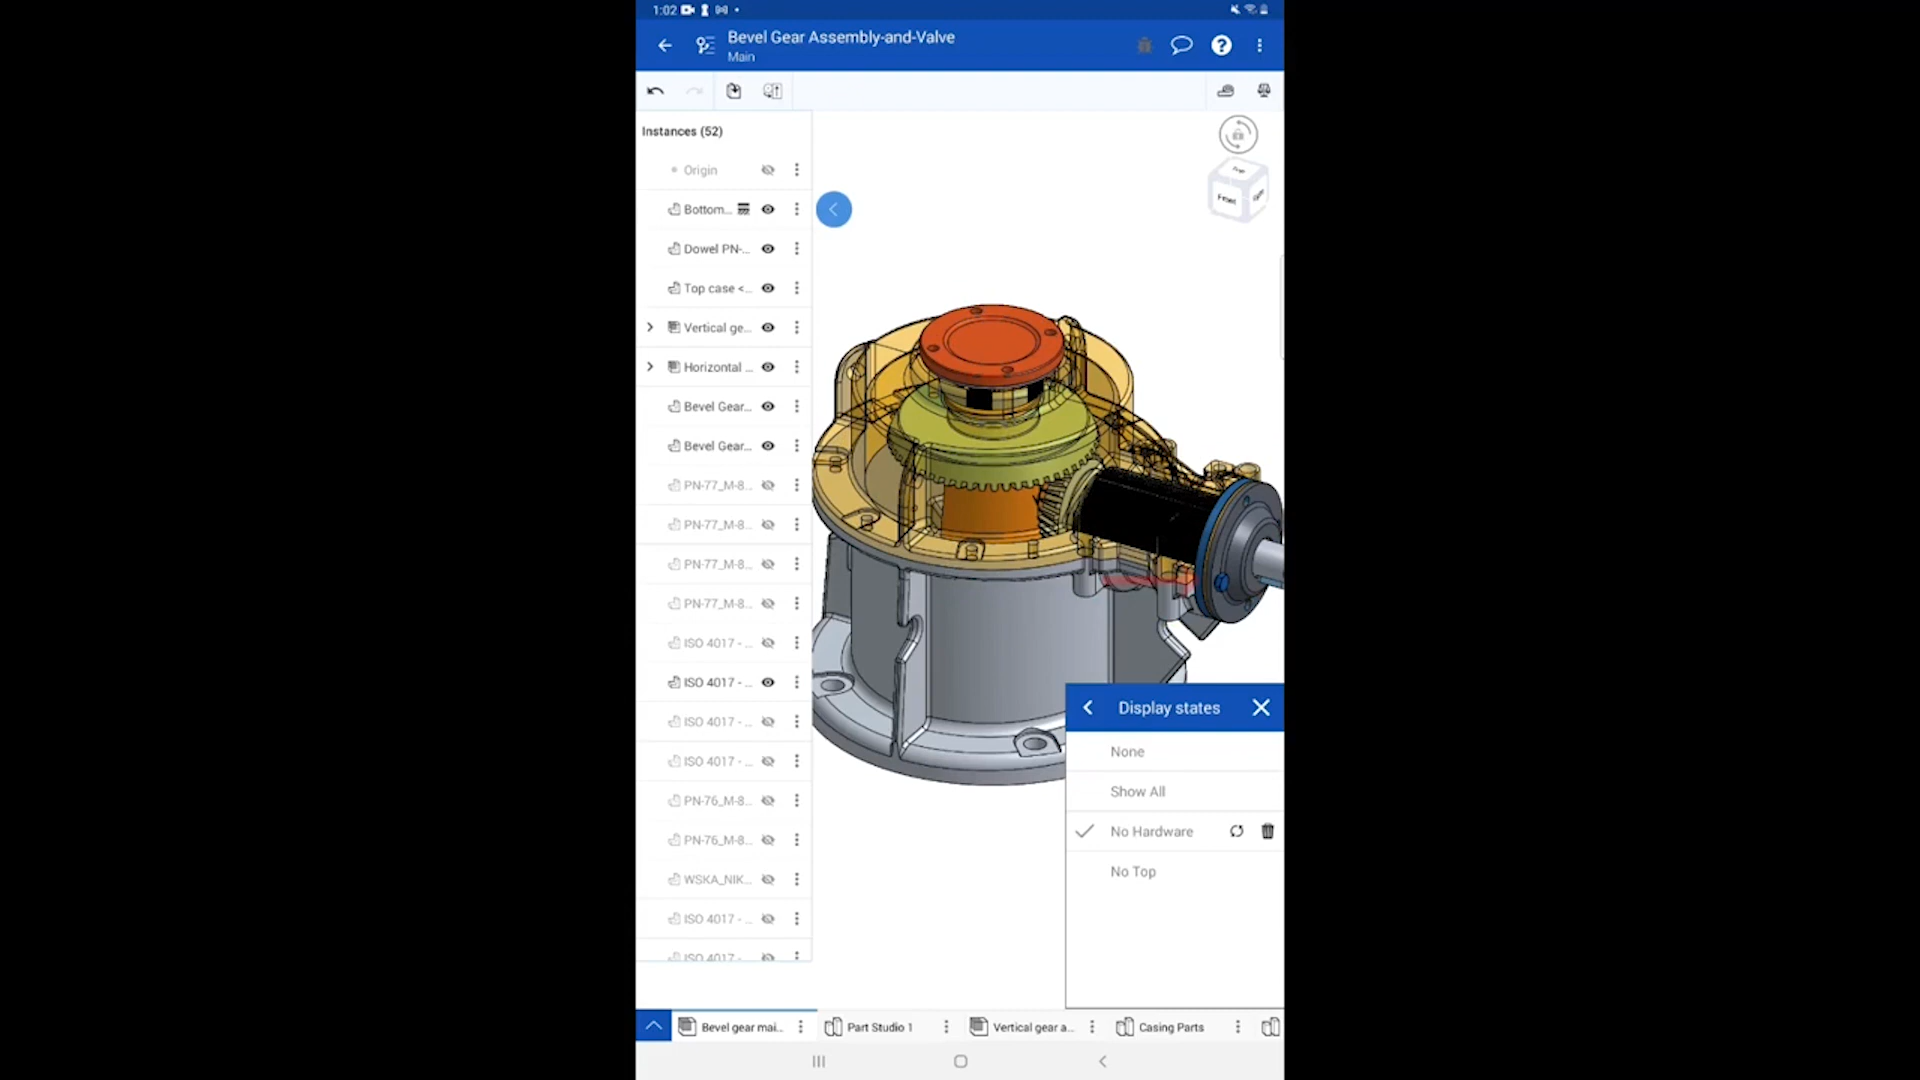 1:02
Bevel Gear Assembly-and-Valve
Main
Instances (52)
Origin
Bottom...
Dowel PN-...
Top case <...
Vertical ge...
Horizontal ...
Bevel Gear...
Bevel Gear...
PN-77_M-8...
PN-77_M-8...
PN-77_M-8...
PN-77_M-8...
ISO 4017 - ...
ISO 4017 - ...
ISO 4017 - ...
ISO 4017 - ...
PN-76_M-8...
PN-76_M-8...
WSKA_NIK...
ISO 4017 - ...
ISO 4017 - 
Front
Display states
None
Show All
No Hardware
No Top
Bevel gear mai...
Part Studio 1
Vertical gear a...
Casing Parts